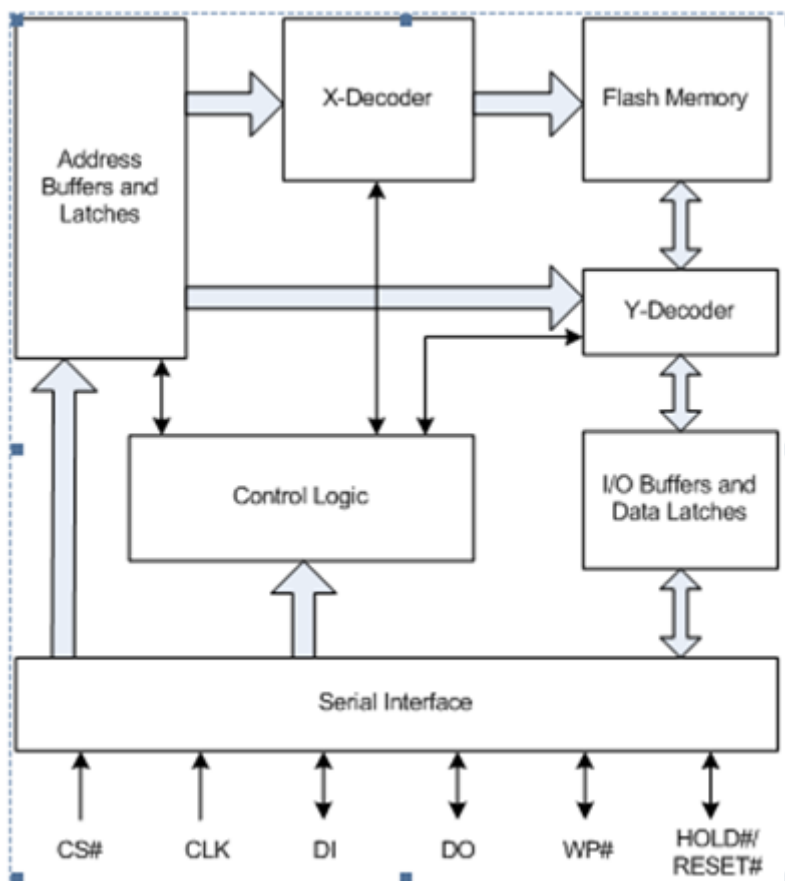 Address
Buffers and
Latches
X-Decoder
Flash Memory
Y-Decoder
Control Logic
I/O Buffers and
Data Latches
Serial Interface
CS#
CLK
DI
DO
WP#
HOLD#/
RESET#